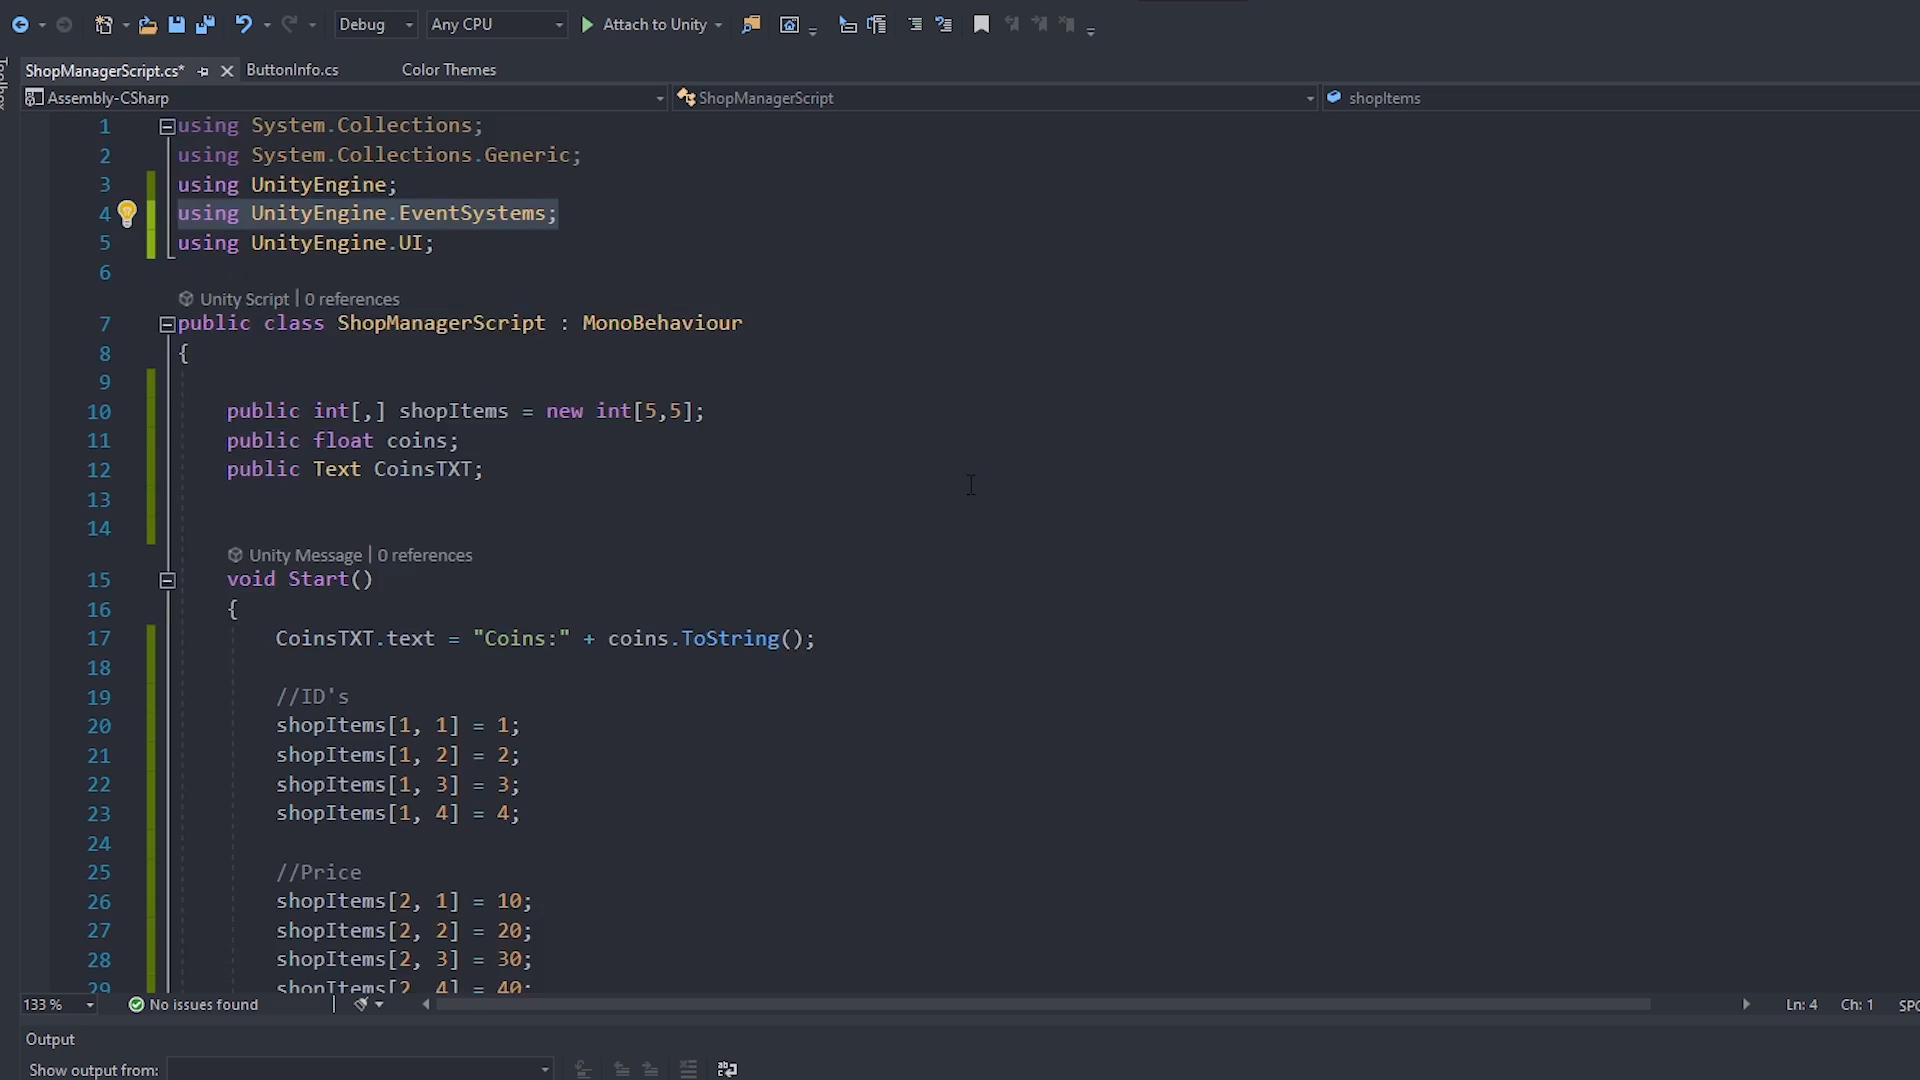 Debug Any CPU Attach to Unity
ShopManagerScript.cs* ButtonInfo.cs Color Themes
Assembly-CSharp ShopManagerScript shopItems
1 using System.Collections;
2 using System.Collections.Generic;
3 using UnityEngine;
4 using UnityEngine.EventSystems;
5 using UnityEngine.UI;
6
Unity Script | 0 references
7 public class ShopManagerScript : MonoBehaviour
8 {
9
10 public int[,] shopItems = new int[5,5];
11 public float coins;
12 public Text CoinsTXT;
13
14
Unity Message | 0 references
15 void Start()
16 {
17 CoinsTXT.text = "Coins:" + coins.ToString();
18
19 //ID's
20 shopItems[1, 1] = 1;
21 shopItems[1, 2] = 2;
22 shopItems[1, 3] = 3;
23 shopItems[1, 4] = 4;
24
25 //Price
26 shopItems[2, 1] = 10;
27 shopItems[2, 2] = 20;
28 shopItems[2, 3] = 30;
29 shopItems[2, 4] = 40;
133 % No issues found Ln: 4 Ch: 1 SPC
Output
Show output from: